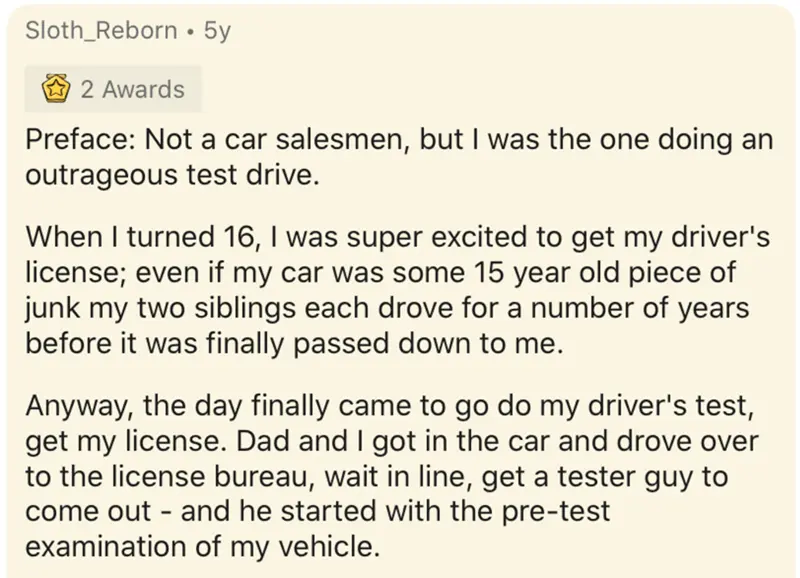 Sloth_Reborn • 5y
2 Awards
Preface: Not a car salesmen, but I was the one doing an
outrageous test drive.
When I turned 16, I was super excited to get my driver's
license; even if my car was some 15 year old piece of
junk my two siblings each drove for a number of years
before it was finally passed down to me.
Anyway, the day finally came to go do my driver's test,
get my license. Dad and I got in the car and drove over
to the license bureau, wait in line, get a tester guy to
come out - and he started with the pre-test
examination of my vehicle.